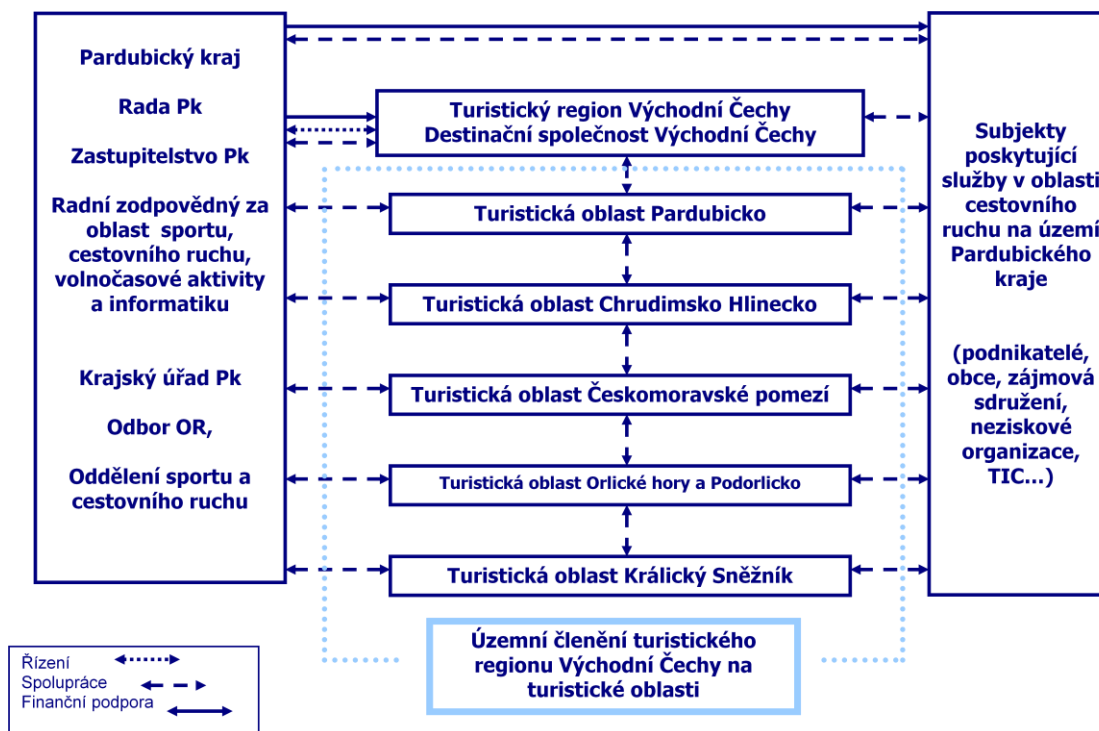 Pardubický kraj
Rada Pk
Zastupitelstvo Pk
Radní zodpovědný za
oblast sportu,
cestovního ruchu,
volnočasové aktivity
a informatiku
Krajský úřad Pk
Odbor OR,
Oddělení sportu a
cestovního ruchu
Turistický region Východní Čechy
Destinační společnost Východní Čechy
Turistická oblast Pardubicko
Turistická oblast Chrudimsko Hlinecko
Turistická oblast Českomoravské pomezí
Turistická oblast Orlické hory a Podorlicko
Turistická oblast Králický Sněžník
Územní členění turistického
regionu Východní Čechy na
turistické oblasti
Subjekty
poskytující
služby v oblasti
cestovního
ruchu na území
Pardubického
kraje
(podnikatelé,
obce, zájmová
sdružení,
neziskové
organizace,
TIC...)
Řízení
Spolupráce
Finanční podpora